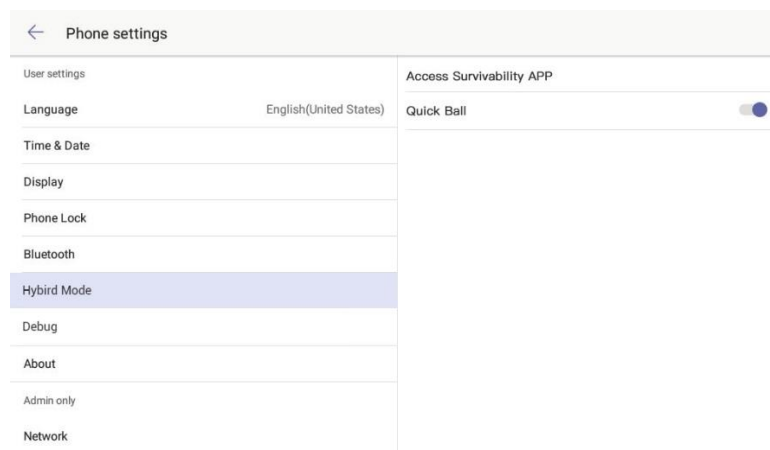 Phone settings
User settings
Language English(United States)
Time & Date
Display
Phone Lock
Bluetooth
Hybird Mode
Debug
About
Admin only
Network
Access Survivability APP
Quick Ball